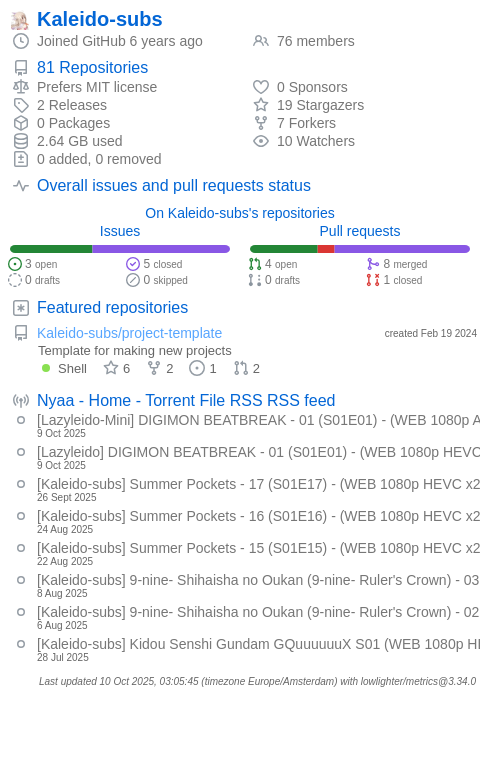 Kaleido-subs
Joined GitHub 6 years ago
76 members
81 Repositories
Prefers MIT license
0 Sponsors
2 Releases
19 Stargazers
0 Packages
7 Forkers
2.64 GB used
10 Watchers
0 added, 0 removed
Overall issues and pull requests status
On Kaleido-subs's repositories
Issues
Pull requests
3 open
5 closed
4 open
8 merged
0 drafts
0 skipped
0 drafts
1 closed
Featured repositories
Kaleido-subs/project-template
created Feb 19 2024
Template for making new projects
Shell 6 2 1 2
Nyaa - Home - Torrent File RSS RSS feed
[Lazyleido-Mini] DIGIMON BEATBREAK - 01 (S01E01) - (WEB 1080p A
9 Oct 2025
[Lazyleido] DIGIMON BEATBREAK - 01 (S01E01) - (WEB 1080p HEVC
9 Oct 2025
[Kaleido-subs] Summer Pockets - 17 (S01E17) - (WEB 1080p HEVC x2
26 Sept 2025
[Kaleido-subs] Summer Pockets - 16 (S01E16) - (WEB 1080p HEVC x2
24 Aug 2025
[Kaleido-subs] Summer Pockets - 15 (S01E15) - (WEB 1080p HEVC x2
22 Aug 2025
[Kaleido-subs] 9-nine- Shihaisha no Oukan (9-nine- Ruler's Crown) - 03
8 Aug 2025
[Kaleido-subs] 9-nine- Shihaisha no Oukan (9-nine- Ruler's Crown) - 02
6 Aug 2025
[Kaleido-subs] Kidou Senshi Gundam GQuuuuuuX S01 (WEB 1080p HE
28 Jul 2025
Last updated 10 Oct 2025, 03:05:45 (timezone Europe/Amsterdam) with lowlighter/metrics@3.34.0